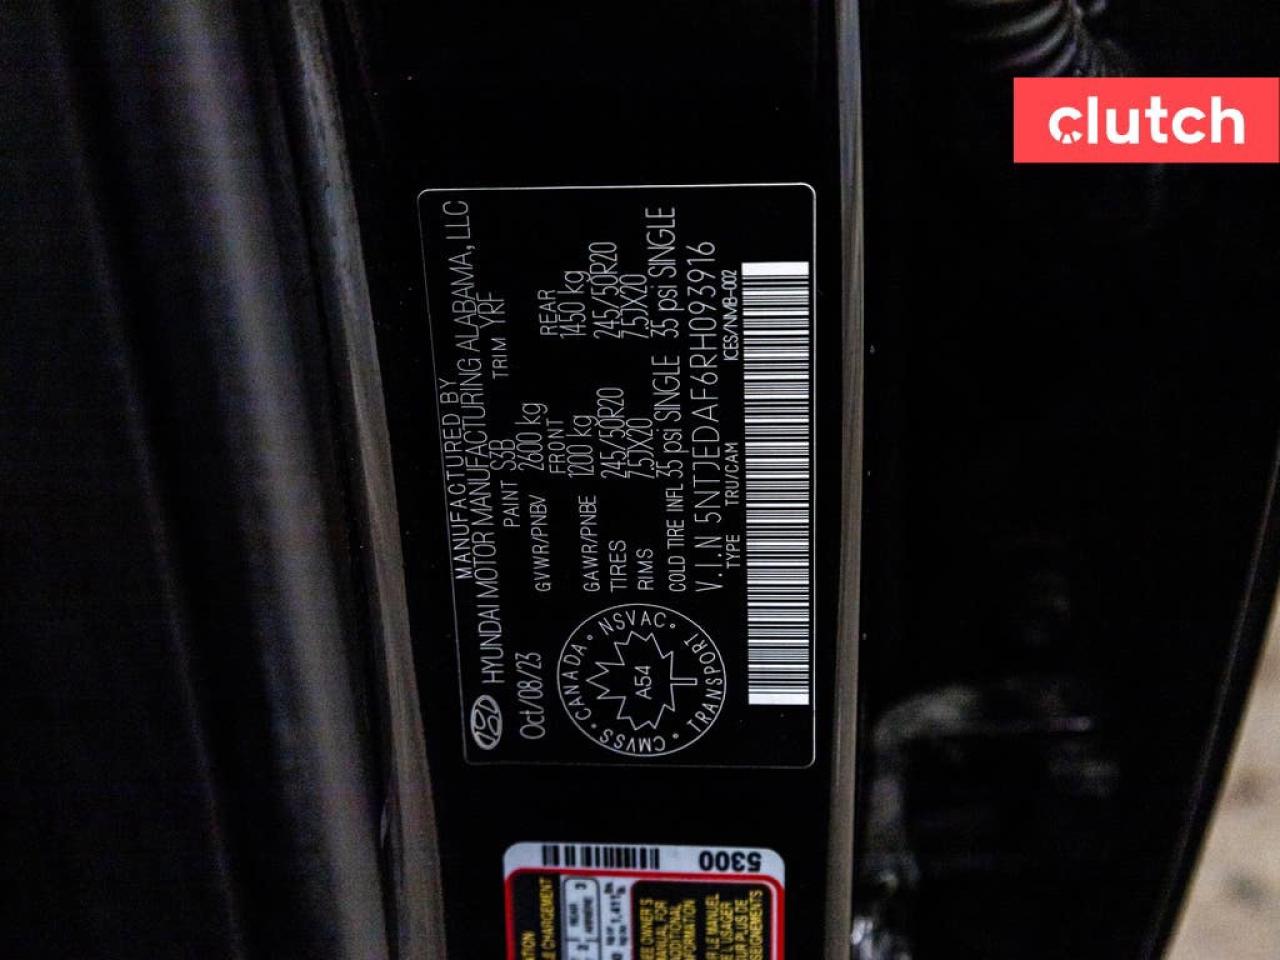 clutch
MANUFACTURED BY
HYUNDAI MOTOR MANUFACTURING ALABAMA, LLC
Oct/08/23 PAINT S3B TRIM YRF
GVWR/PNBV 2600 kg
FRONT REAR
GAWR/PNBE 1200 kg 1450 kg
TIRES 245/50R20 245/50R20
RIMS 7.5JX20 7.5JX20
COLD TIRE INFL 35 psi SINGLE 35 psi SINGLE
V.I.N 5NTJEDAF6RH093916
TYPE TRU/CAM ICES/NMB-002
CANADA NSVAC
A54
CMVSS TRANSPORT
5300